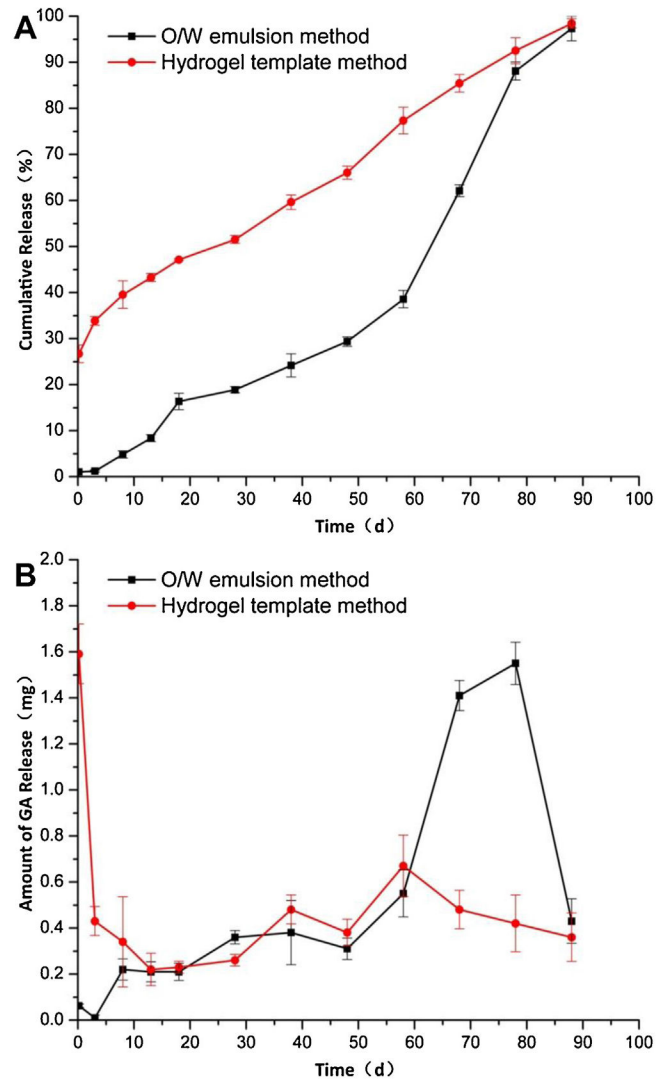 A
O/W emulsion method
Hydrogel template method
100
90
80
70
60
50
40
30
20
10
0
Cumulative Release（%）
0 10 20 30 40 50 60 70 80 90 100
Time（d）
B
O/W emulsion method
Hydrogel template method
2.0
1.8
1.6
1.4
1.2
1.0
0.8
0.6
0.4
0.2
0.0
Amount of GA Release（mg）
0 10 20 30 40 50 60 70 80 90 100
Time（d）